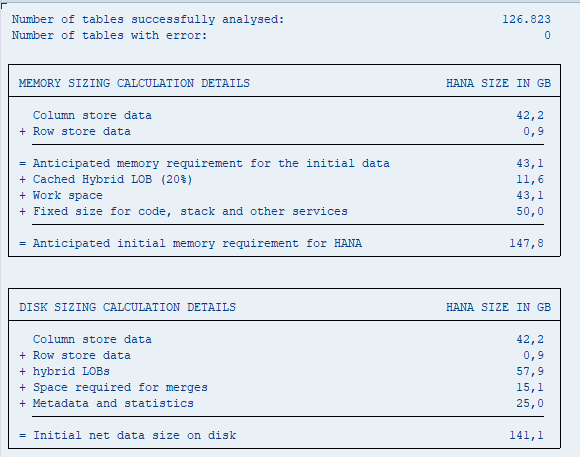 Number of tables successfully analysed: 126.823
Number of tables with error: 0
MEMORY SIZING CALCULATION DETAILS HANA SIZE IN GB
Column store data 42,2
+ Row store data 0,9
= Anticipated memory requirement for the initial data 43,1
+ Cached Hybrid LOB (20%) 11,6
+ Work space 43,1
+ Fixed size for code, stack and other services 50,0
= Anticipated initial memory requirement for HANA 147,8
DISK SIZING CALCULATION DETAILS HANA SIZE IN GB
Column store data 42,2
+ Row store data 0,9
+ hybrid LOBs 57,9
+ Space required for merges 15,1
+ Metadata and statistics 25,0
= Initial net data size on disk 141,1